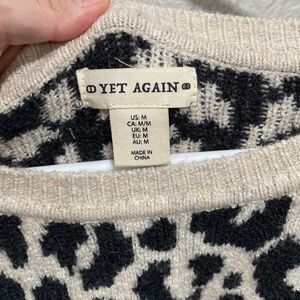 YET AGAIN
US: M
CA: M/M
UK: M
EU: M
AU: M
MADE IN
CHINA